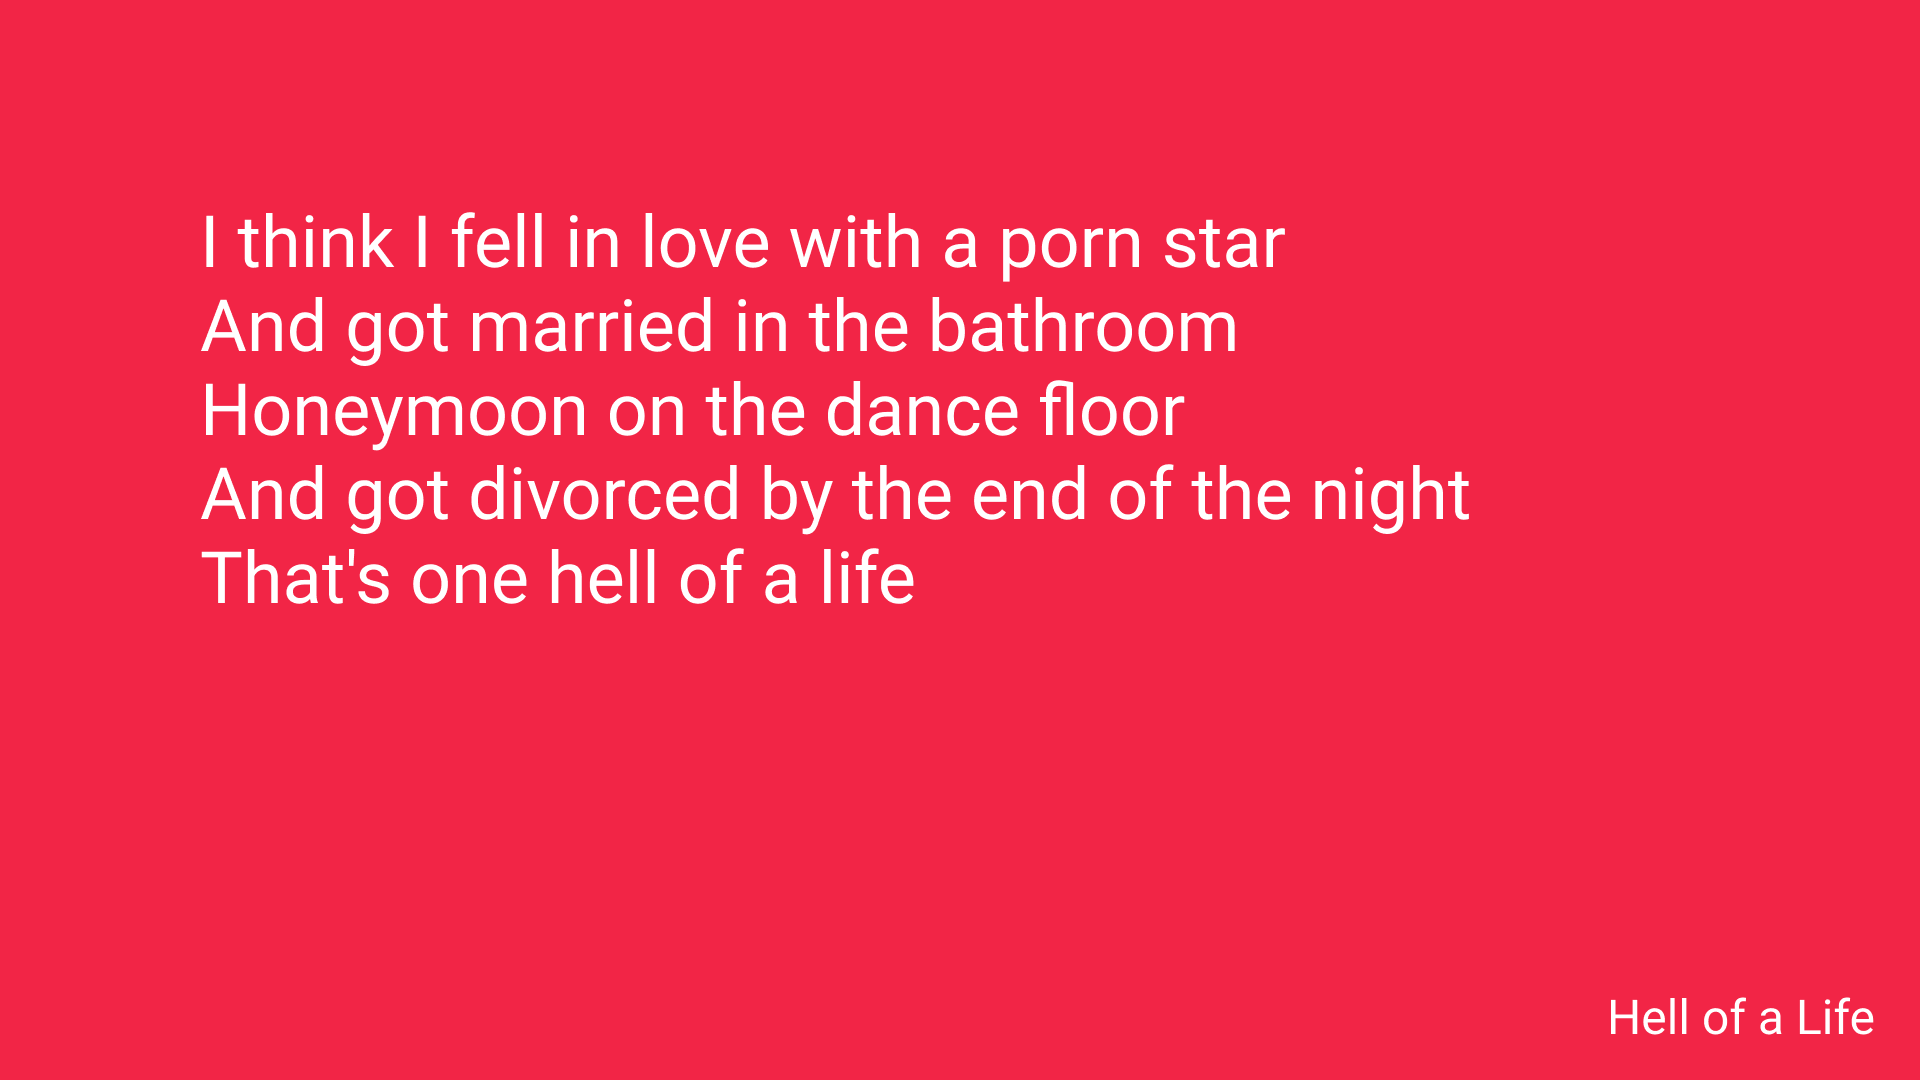 I think I fell in love with a porn star
And got married in the bathroom
Honeymoon on the dance floor
And got divorced by the end of the night
That's one hell of a life
Hell of a Life